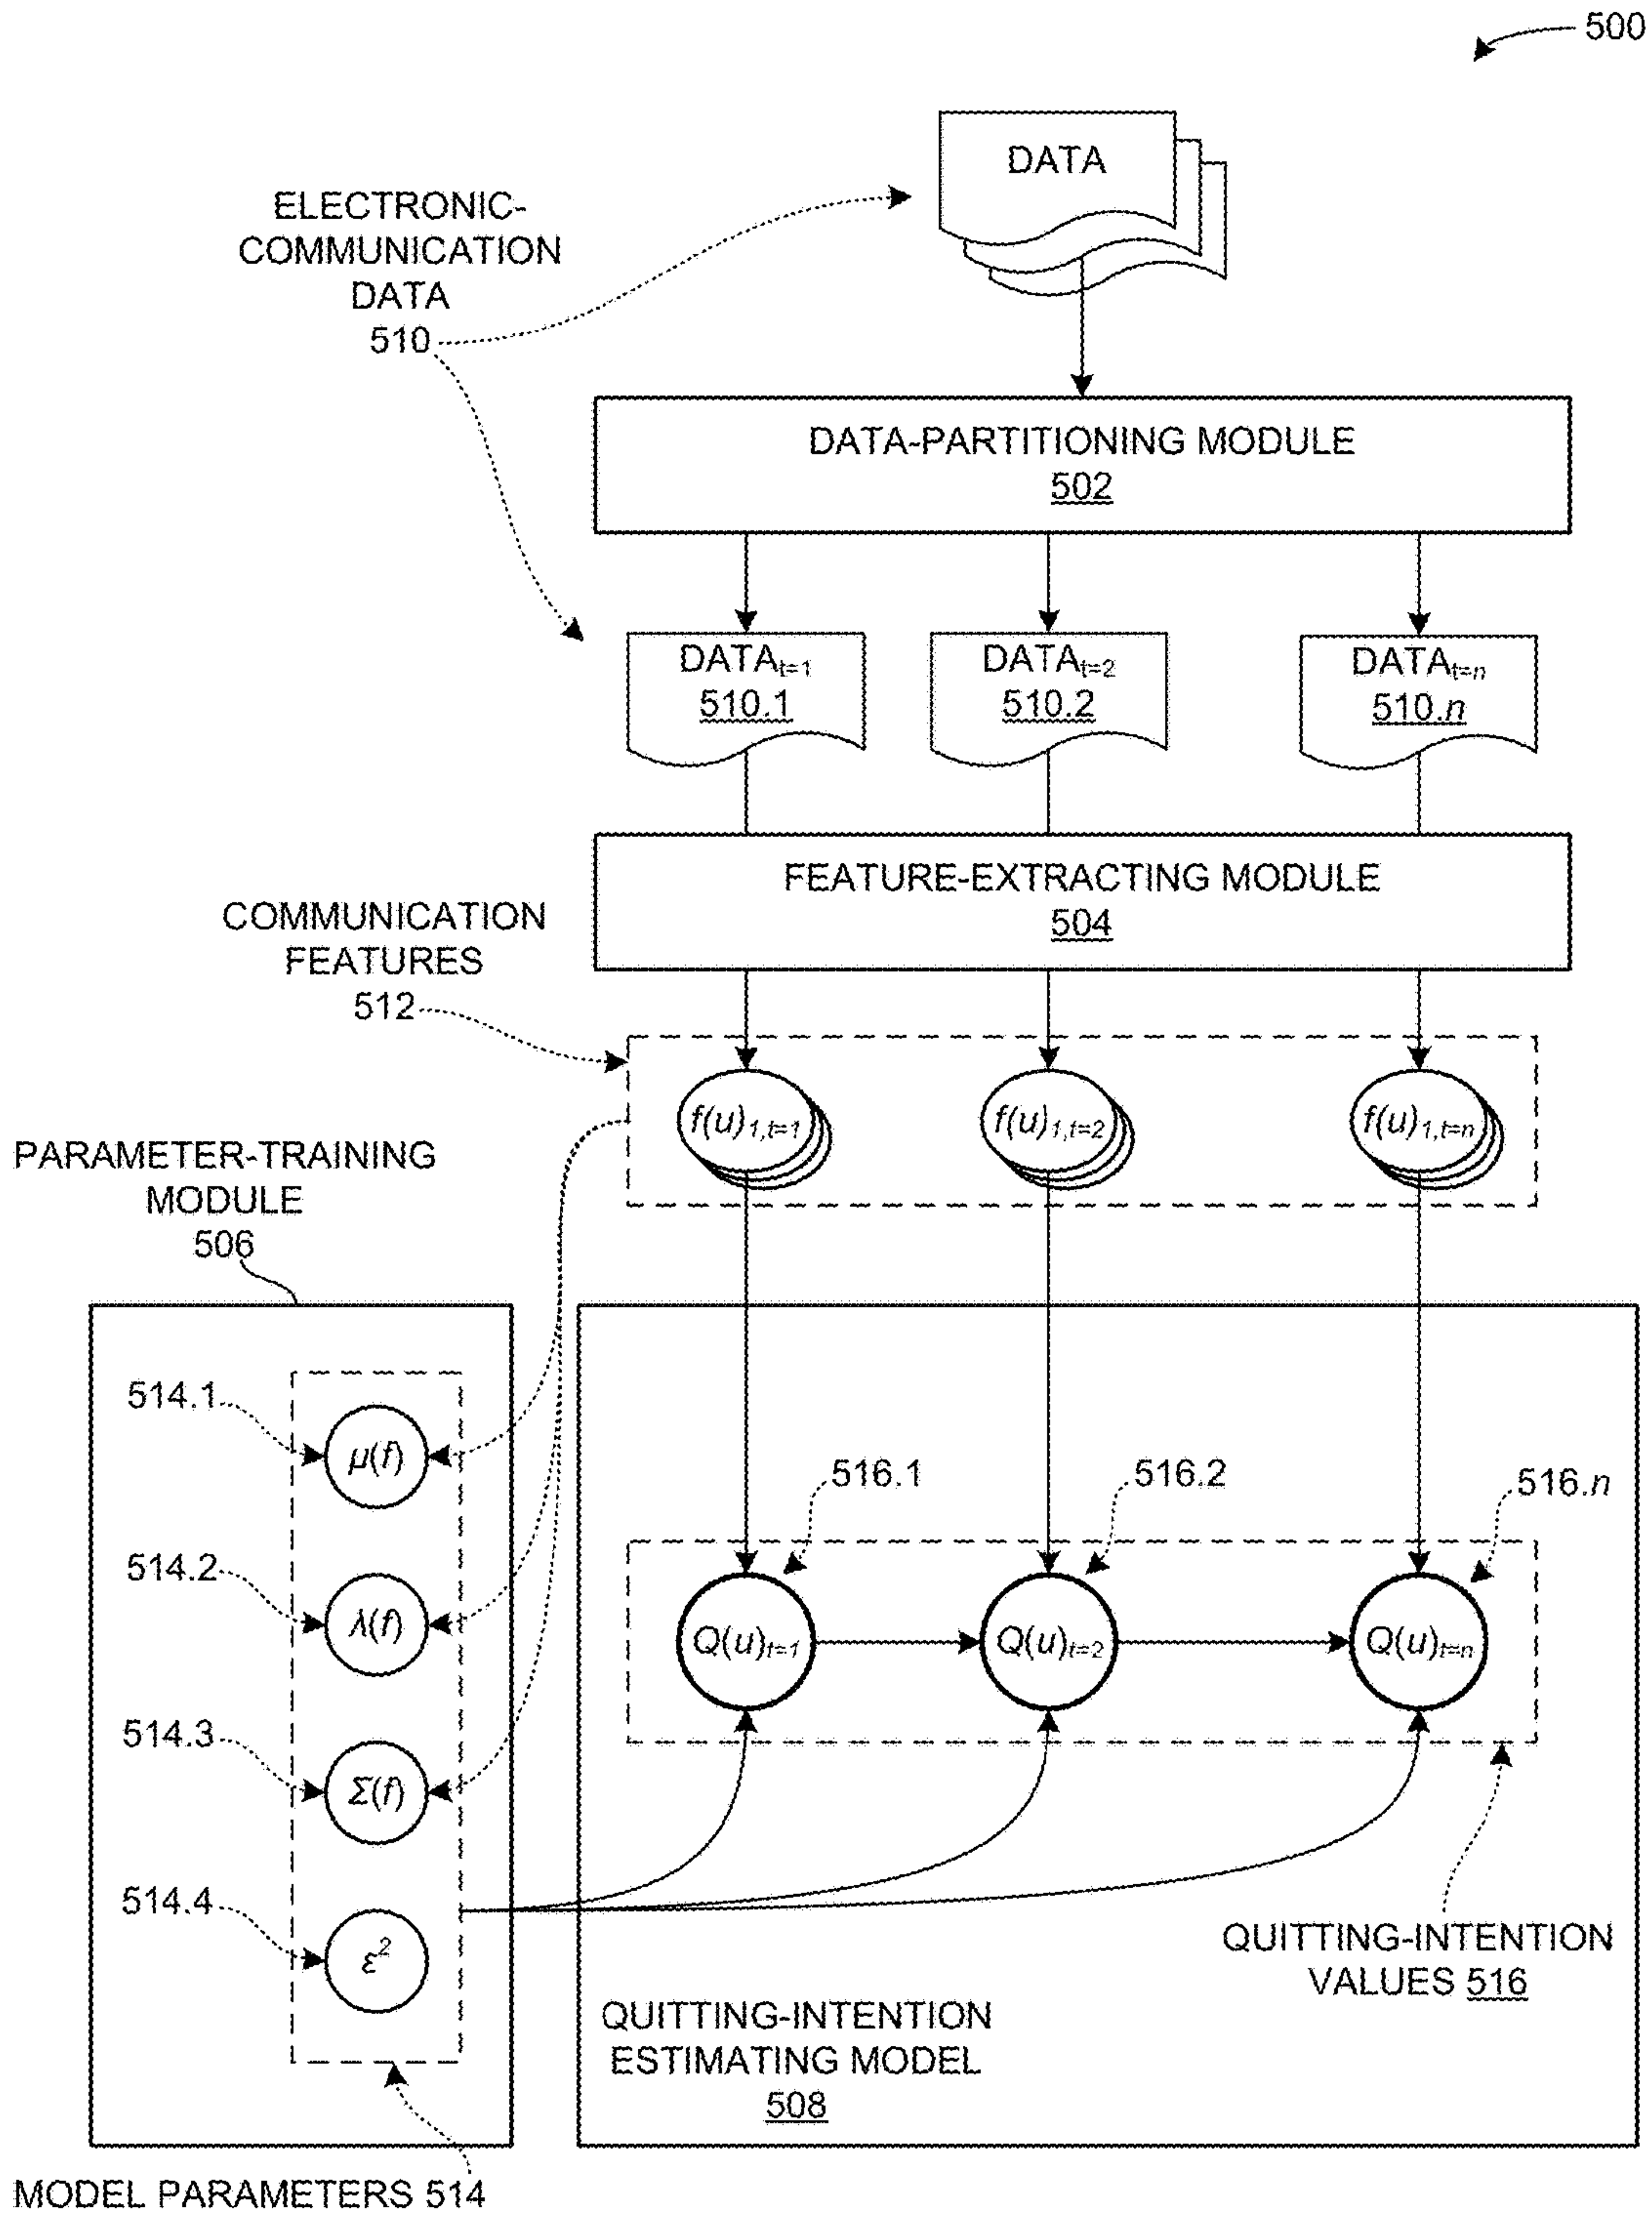 500
DATA
ELECTRONIC-
COMMUNICATION
DATA
510
DATA-PARTITIONING MODULE
502
DATAt=1
510.1
DATAt=2
510.2
DATAt=n
510.n
FEATURE-EXTRACTING MODULE
504
COMMUNICATION
FEATURES
512
f(u)1,t=1
f(u)1,t=2
f(u)1,t=n
PARAMETER-TRAINING
MODULE
506
514.1
μ(f)
514.2
λ(f)
514.3
Σ(f)
514.4
ε2
516.1
516.2
516.n
Q(u)t=1
Q(u)t=2
Q(u)t=n
QUITTING-INTENTION
VALUES 516
QUITTING-INTENTION
ESTIMATING MODEL
508
MODEL PARAMETERS 514